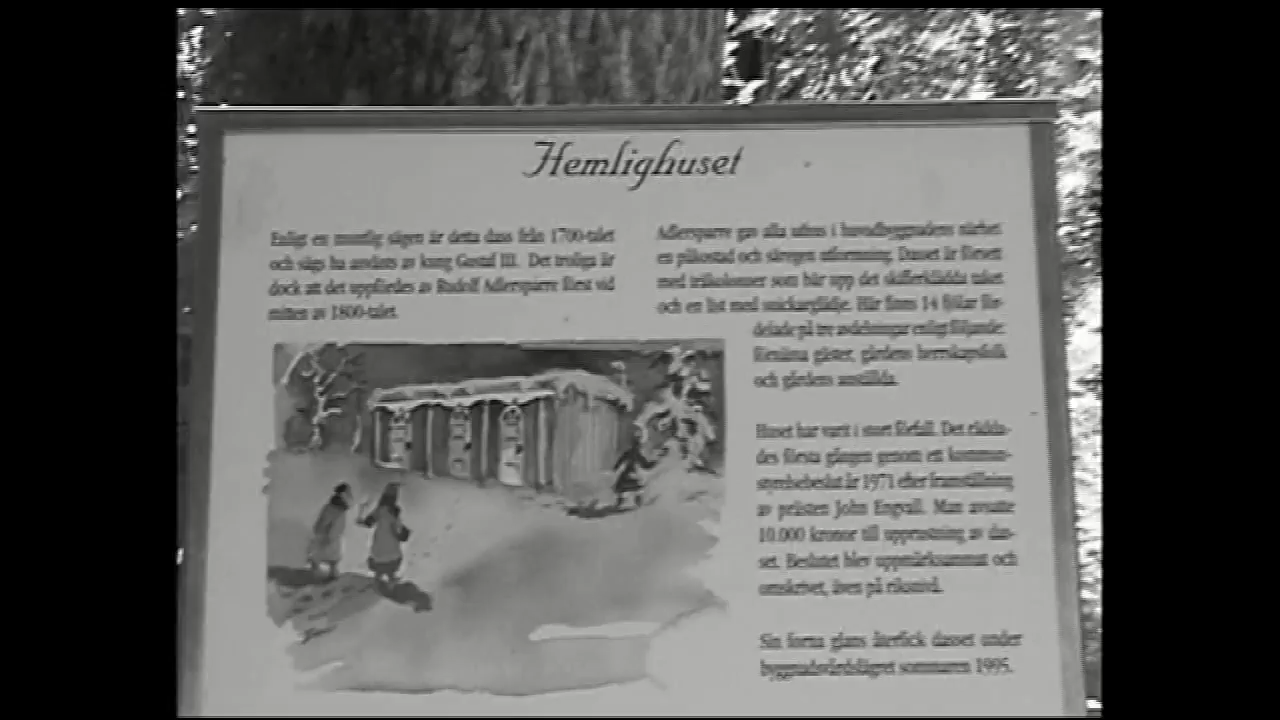 Hemlighuset
Enligt en muntlig sägen är detta dass från 1700-talet
och sägs ha använts av kung Gustaf III. Det troliga är
dock att det uppfördes av Rudolf Adlersparre först vid
mitten av 1800-talet.
Adlersparre gav alla uthus i huvudbyggnadens närhet
en påkostad och säregen utformning. Dasset är försett
med träkolonner som bär upp det skifferklädda taket
och en list med snickarglädje. Här finns 14 fjölar för-
delade på tre avdelningar enligt följande:
förnäma gäster, gårdens herrskapsfolk
och gårdens anställda.
Huset har varit i stort förfall. Det rädda-
des första gången genom ett kommun-
styrelsebeslut år 1971 efter framställning
av prästen John Engvall. Man avsatte
10.000 kronor till upprustning av das-
set. Beslutet blev uppmärksammat och
omskrivet, även på riksnivå.
Sin forna glans återfick dasset under
byggnadsvårdslägret sommaren 1995.